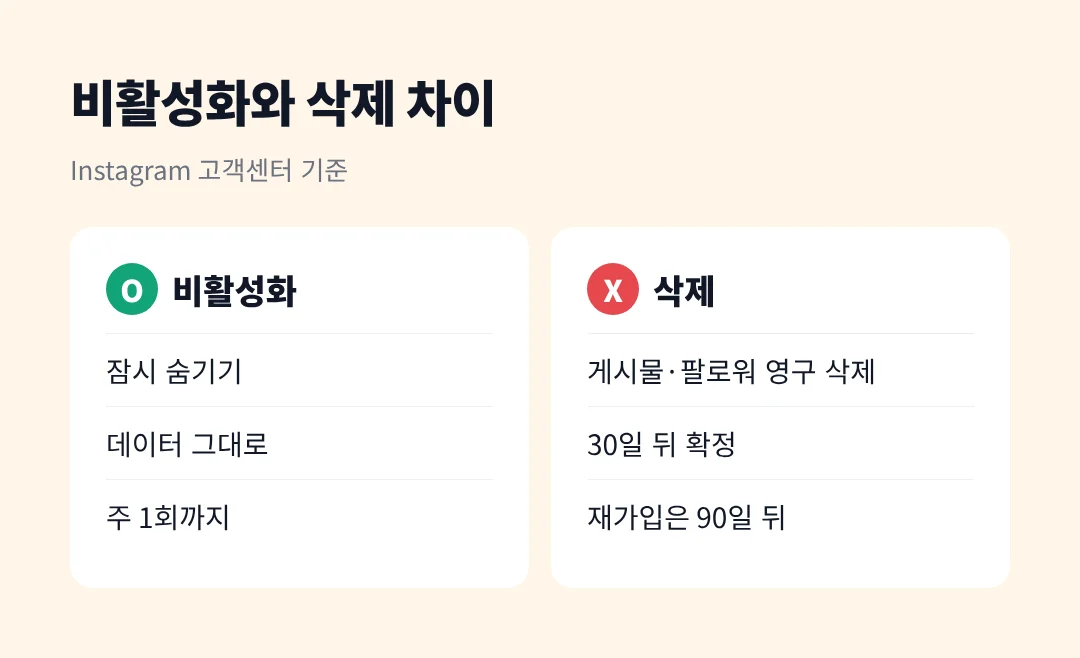 비활성화와 삭제 차이
Instagram 고객센터 기준
O 비활성화
잠시 숨기기
데이터 그대로
주 1회까지
X 삭제
게시물·팔로워 영구 삭제
30일 뒤 확정
재가입은 90일 뒤